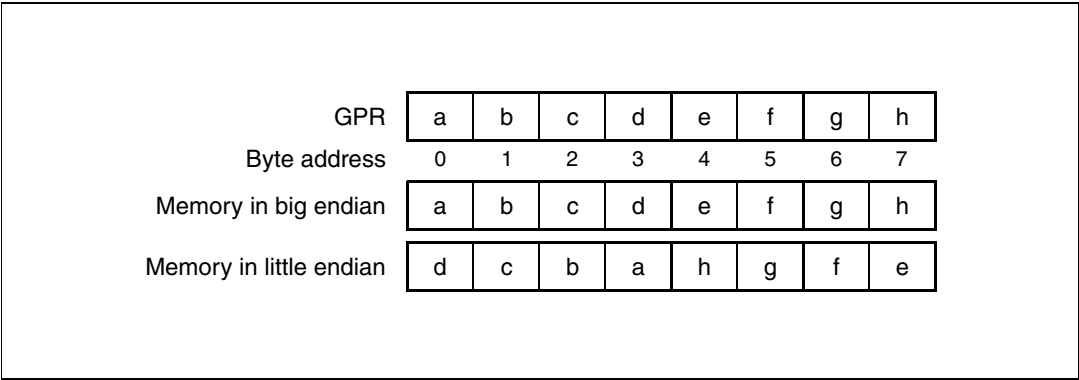 GPR a b c d e f g h
Byte address 0 1 2 3 4 5 6 7
Memory in big endian a b c d e f g h
Memory in little endian d c b a h g f e